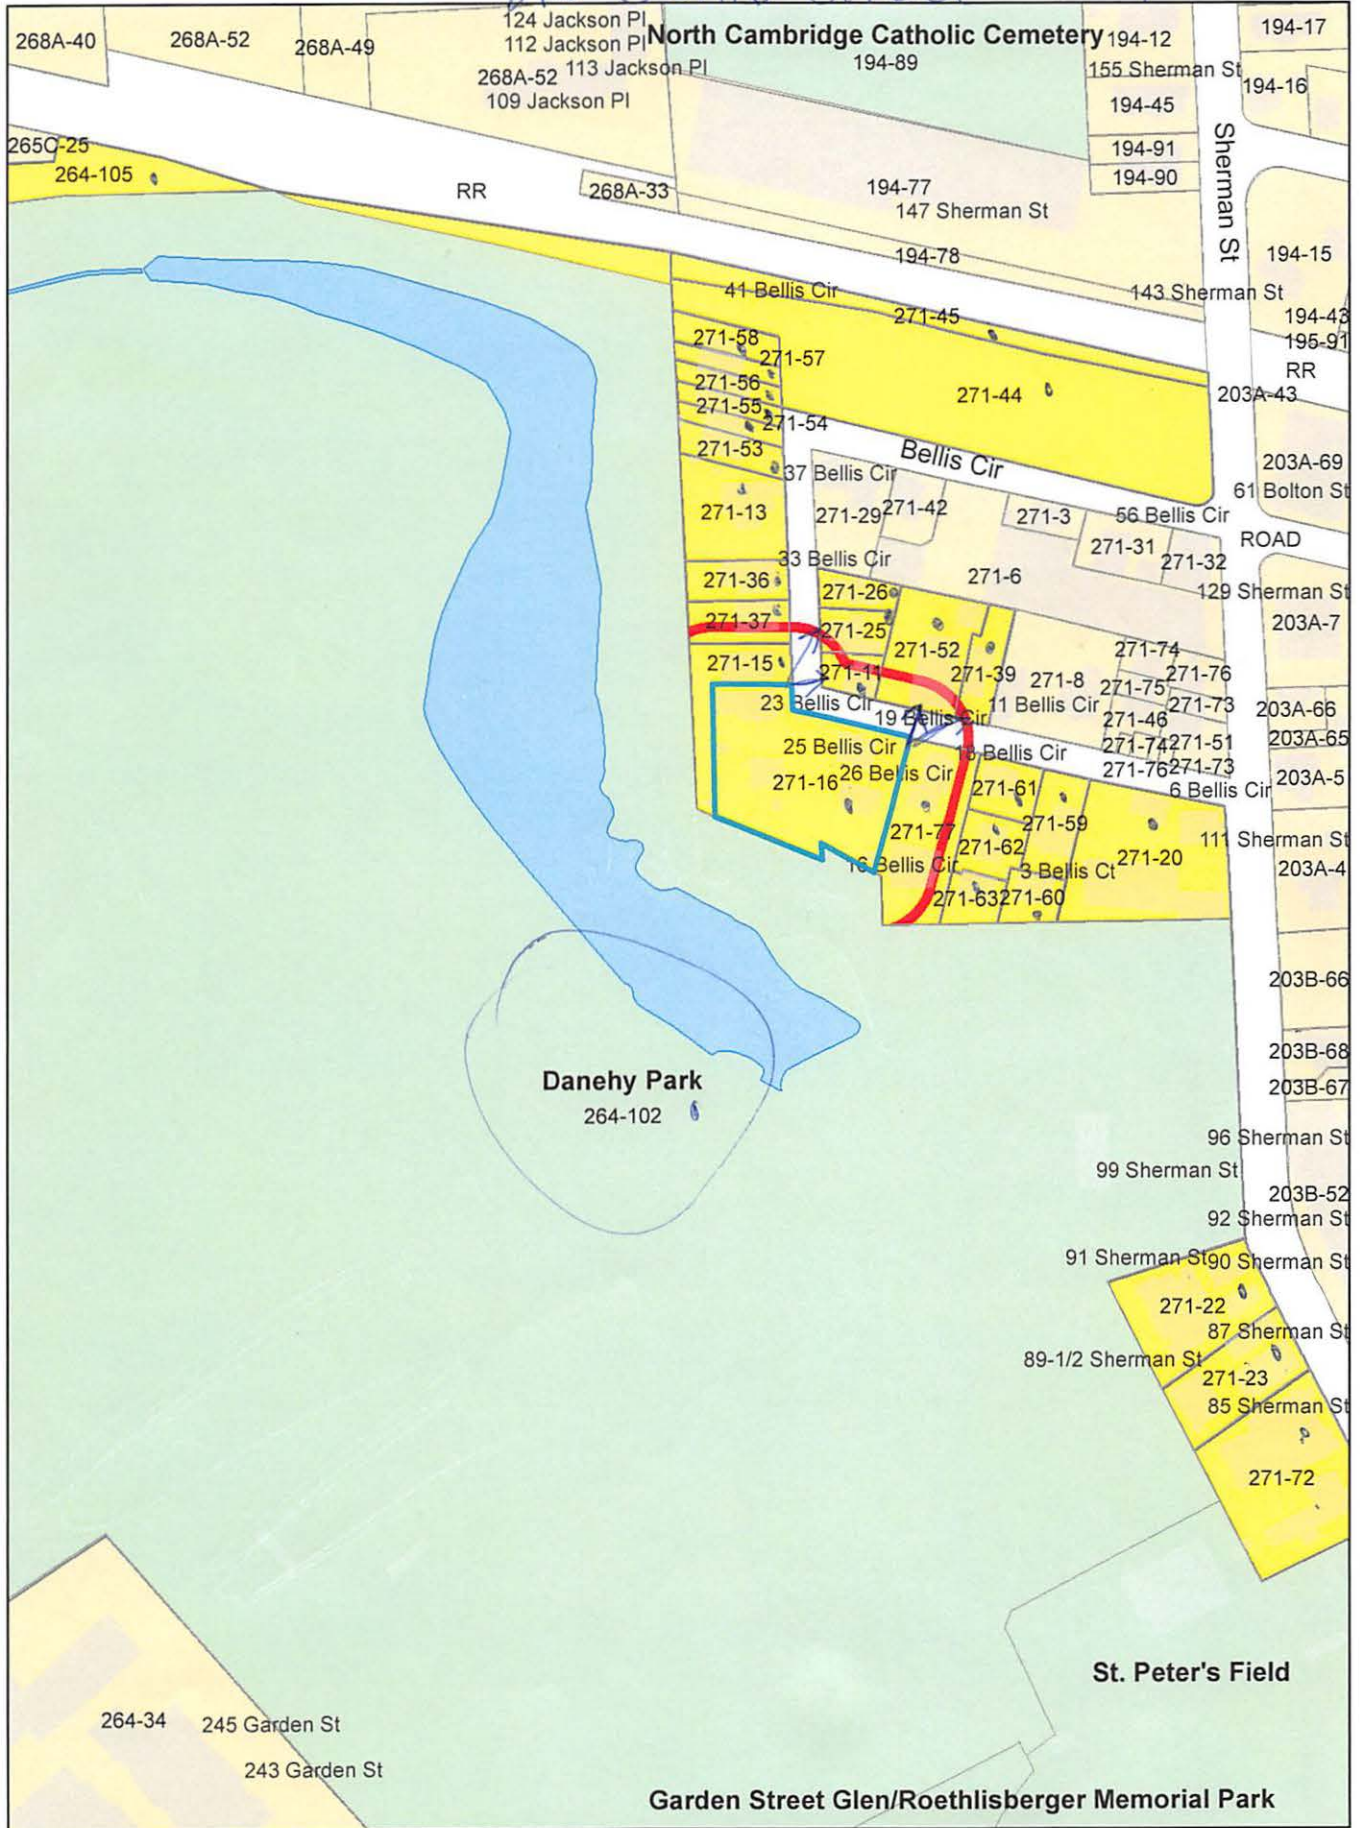 124 Jackson Pl
268A-40
268A-52
268A-49
112 Jackson Pl
North Cambridge Catholic Cemetery
194-12
194-17
268A-52
113 Jackson Pl
194-89
155 Sherman St
109 Jackson Pl
194-45
194-16
265C-25
264-105
RR
268A-33
194-77
147 Sherman St
194-91
194-90
Sherman St
194-78
194-15
41 Bellis Cir
143 Sherman St
271-45
194-43
195-91
271-58
271-57
RR
271-56
271-44
203A-43
271-55
271-54
271-53
Bellis Cir
203A-69
37 Bellis Cir
61 Bolton St
271-13
271-29
271-42
271-3
56 Bellis Cir
271-31
271-32
ROAD
33 Bellis Cir
271-36
271-6
271-26
129 Sherman St
271-37
271-25
203A-7
271-52
271-74
271-15
271-11
271-39
271-8
271-76
271-75
23 Bellis Cir
11 Bellis Cir
271-73
203A-66
19 Bellis Cir
271-46
25 Bellis Cir
18 Bellis Cir
271-74
271-51
203A-65
271-16
26 Bellis Cir
271-76
271-73
203A-5
271-61
6 Bellis Cir
271-77
271-59
271-62
111 Sherman St
16 Bellis Cir
3 Bellis Ct
271-20
203A-4
271-63
271-60
203B-66
Danehy Park
264-102
203B-68
203B-67
96 Sherman St
99 Sherman St
203B-52
92 Sherman St
91 Sherman St
90 Sherman St
271-22
87 Sherman St
89-1/2 Sherman St
271-23
85 Sherman St
271-72
St. Peter's Field
264-34
245 Garden St
243 Garden St
Garden Street Glen/Roethlisberger Memorial Park